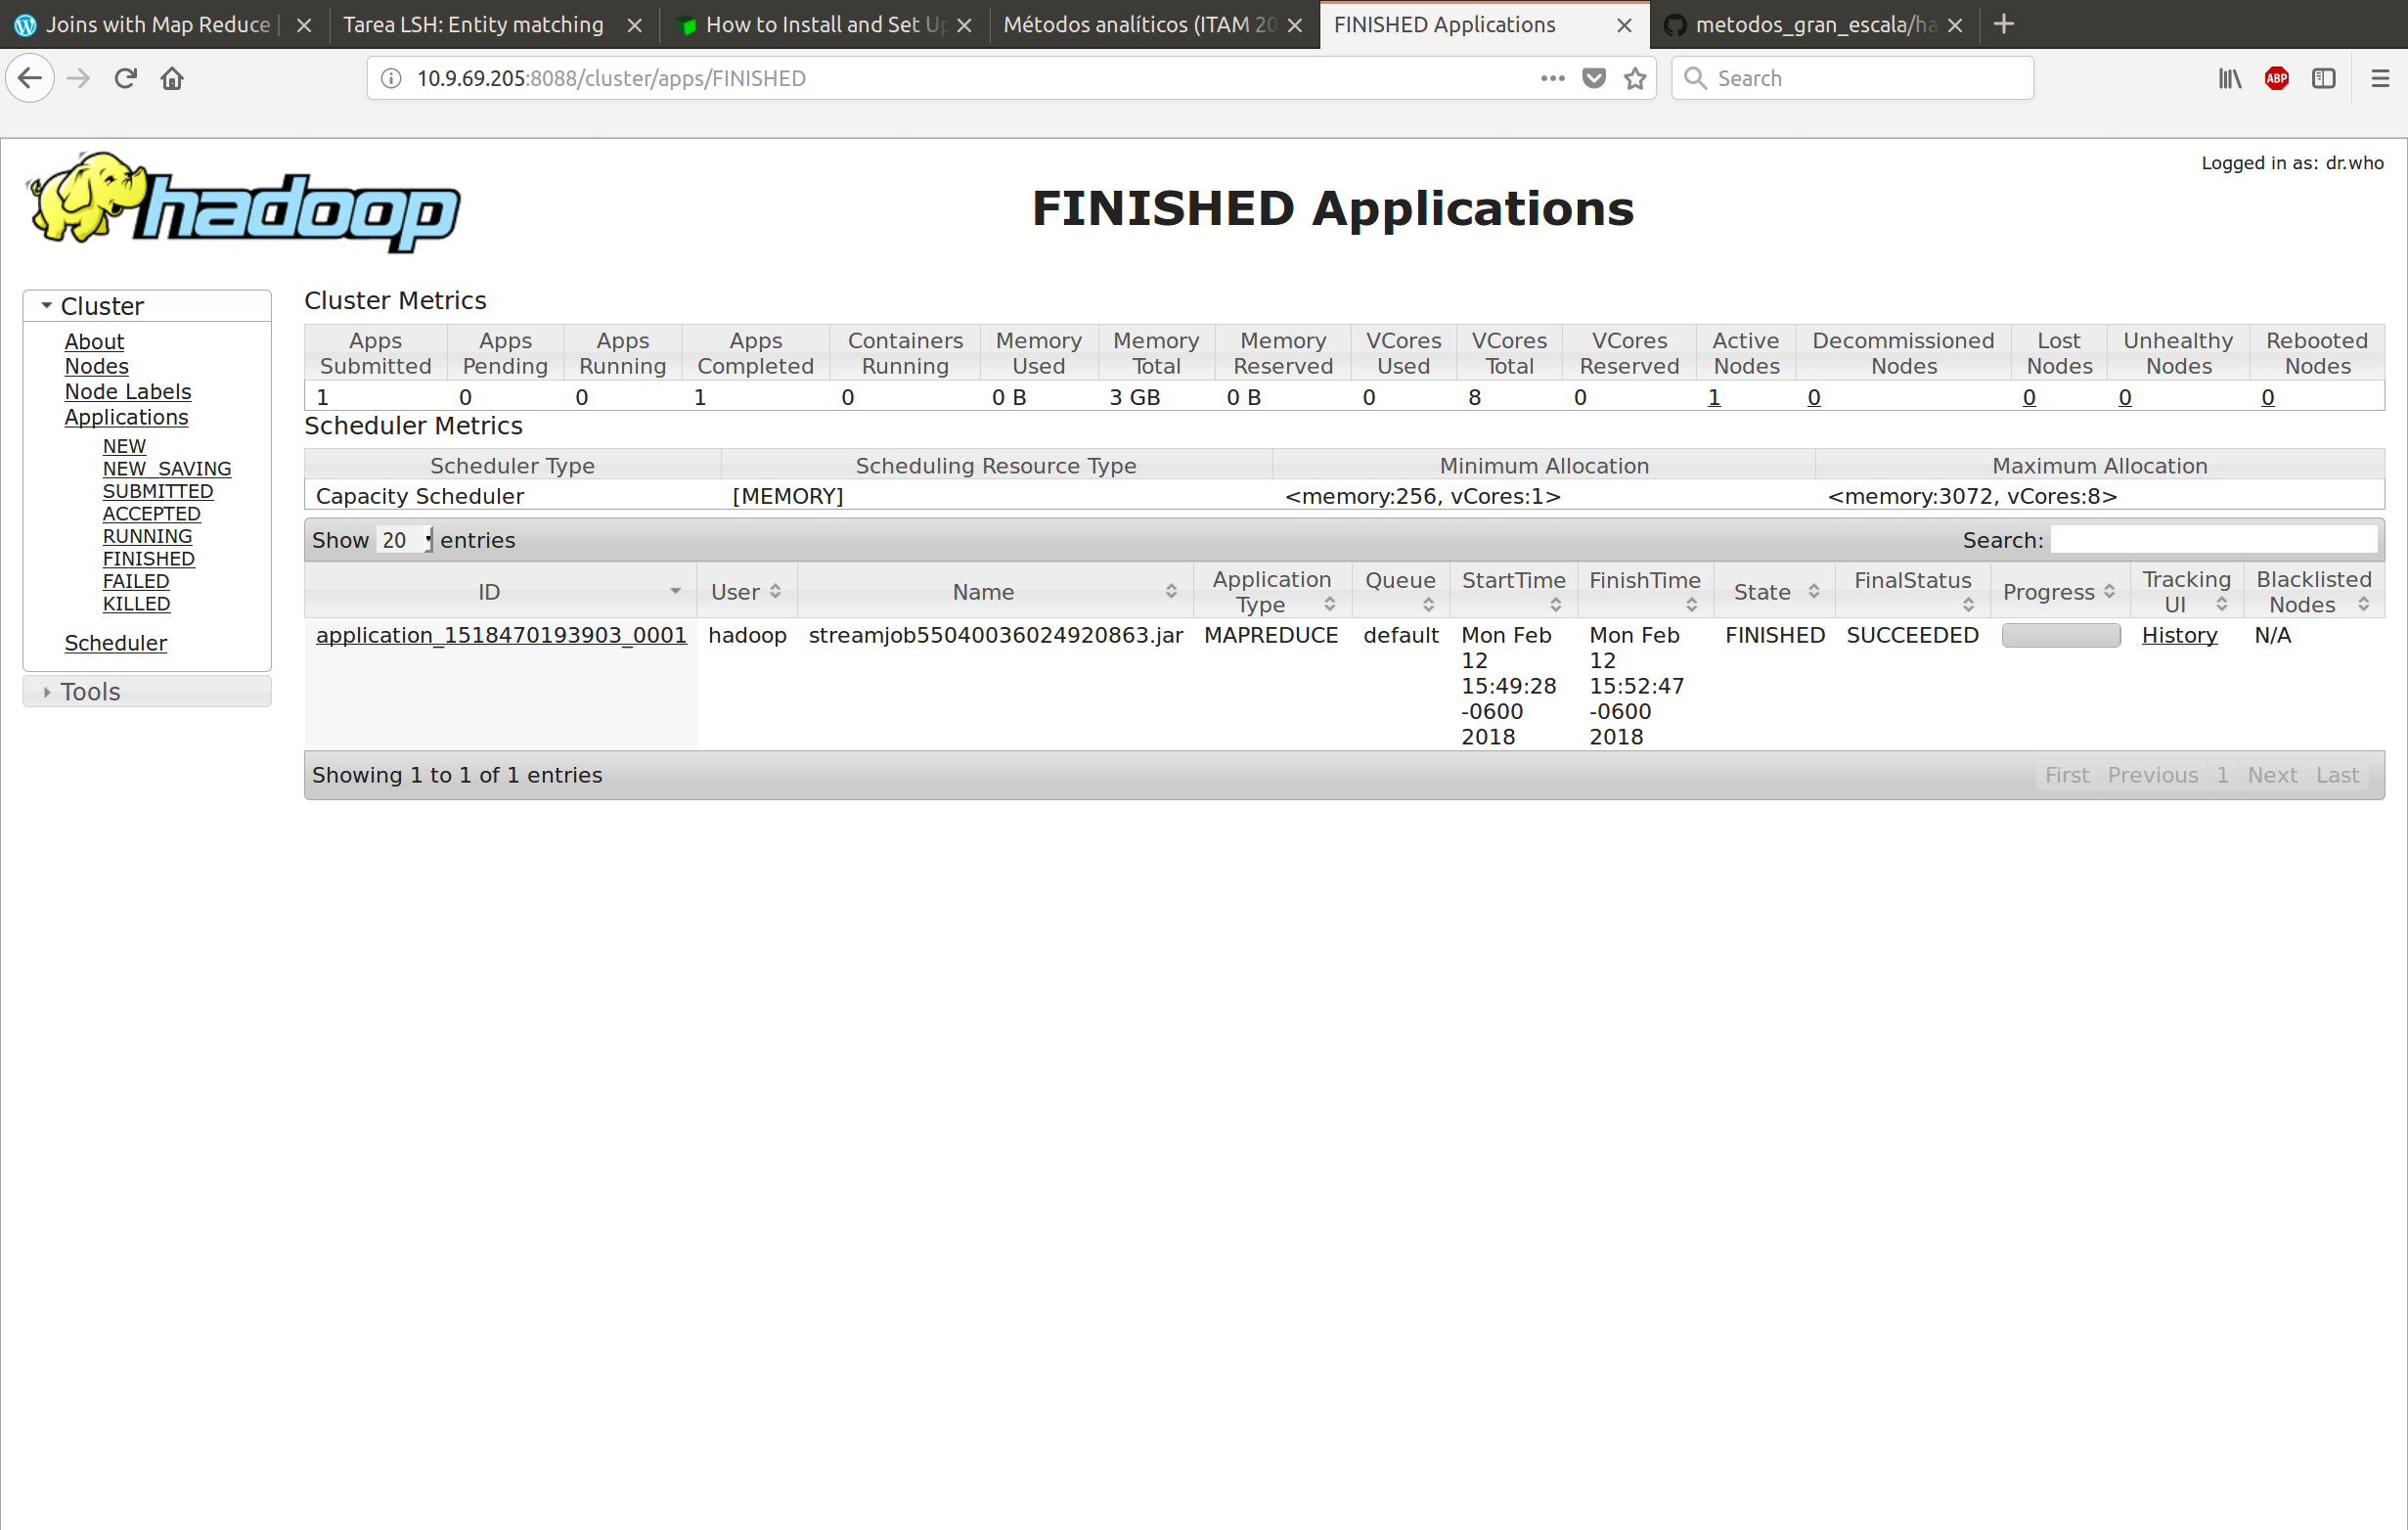 Joins with Map Reduce |
Tarea LSH: Entity matching
How to Install and Set Up
Métodos analíticos (ITAM 20
FINISHED Applications
metodos_gran_escala/ha
10.9.69.205:8088/cluster/apps/FINISHED
Search
ABP
hadoop
FINISHED Applications
Logged in as: dr.who
Cluster
About
Nodes
Node Labels
Applications
NEW
NEW_SAVING
SUBMITTED
ACCEPTED
RUNNING
FINISHED
FAILED
KILLED
Scheduler
Tools
Cluster Metrics
Apps Submitted Apps Pending Apps Running Apps Completed Containers Running Memory Used Memory Total Memory Reserved VCores Used VCores Total VCores Reserved Active Nodes Decommissioned Nodes Lost Nodes Unhealthy Nodes Rebooted Nodes
1 0 0 1 0 0 B 3 GB 0 B 0 8 0 1 0 0 0 0
Scheduler Metrics
Scheduler Type Scheduling Resource Type Minimum Allocation Maximum Allocation
Capacity Scheduler [MEMORY] <memory:256, vCores:1> <memory:3072, vCores:8>
Show 20 entries Search:
ID User Name Application Type Queue StartTime FinishTime State FinalStatus Progress Tracking UI Blacklisted Nodes
application_1518470193903_0001 hadoop streamjob55040036024920863.jar MAPREDUCE default Mon Feb 12 15:49:28 -0600 2018 Mon Feb 12 15:52:47 -0600 2018 FINISHED SUCCEEDED History N/A
Showing 1 to 1 of 1 entries First Previous 1 Next Last